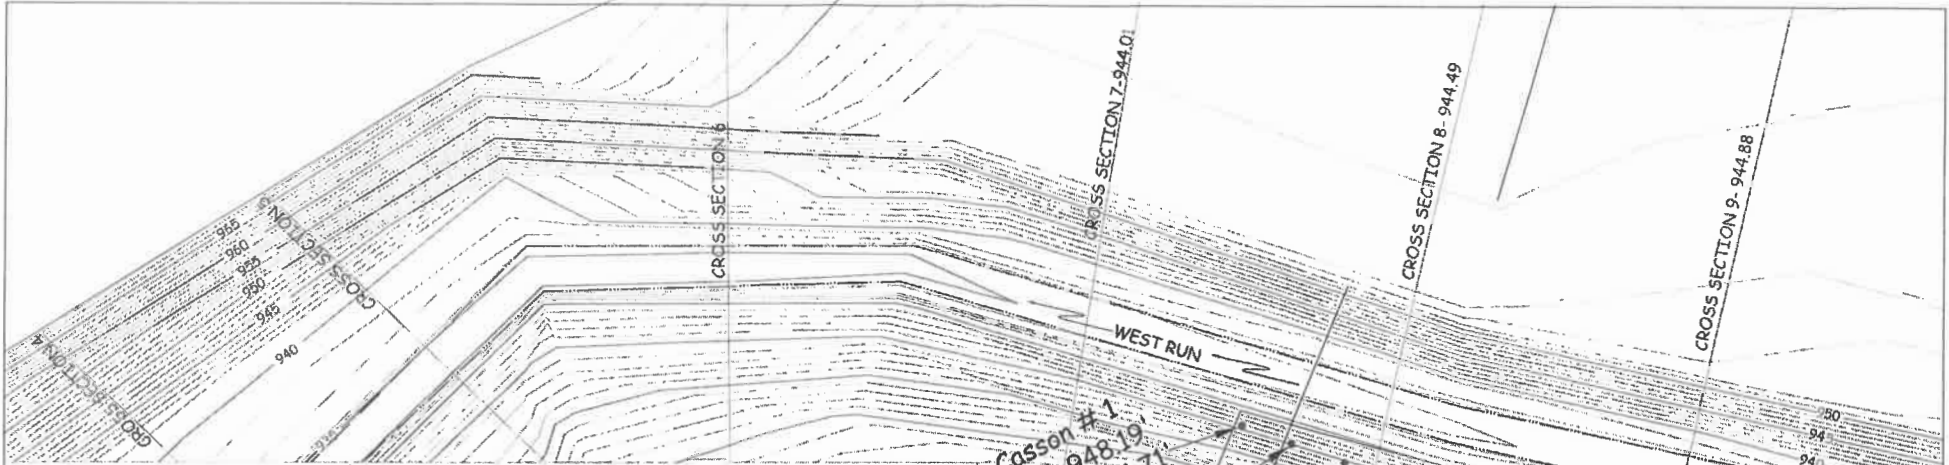 CROSS SECTION 4
CROSS SECTION 5
965
960
955
950
945
940
CROSS SECTION 6
CROSS SECTION 7-944.01
CROSS SECTION 8- 944.49
CROSS SECTION 9- 944.88
WEST RUN
Casson # 1
948.19'